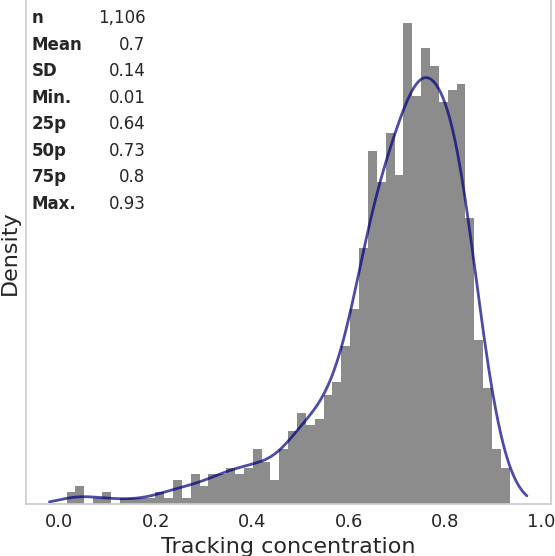 n 1,106
Mean 0.7
SD 0.14
Min. 0.01
25p 0.64
50p 0.73
75p 0.8
Max. 0.93
Density
0.0 0.2 0.4 0.6 0.8 1.0
Tracking concentration